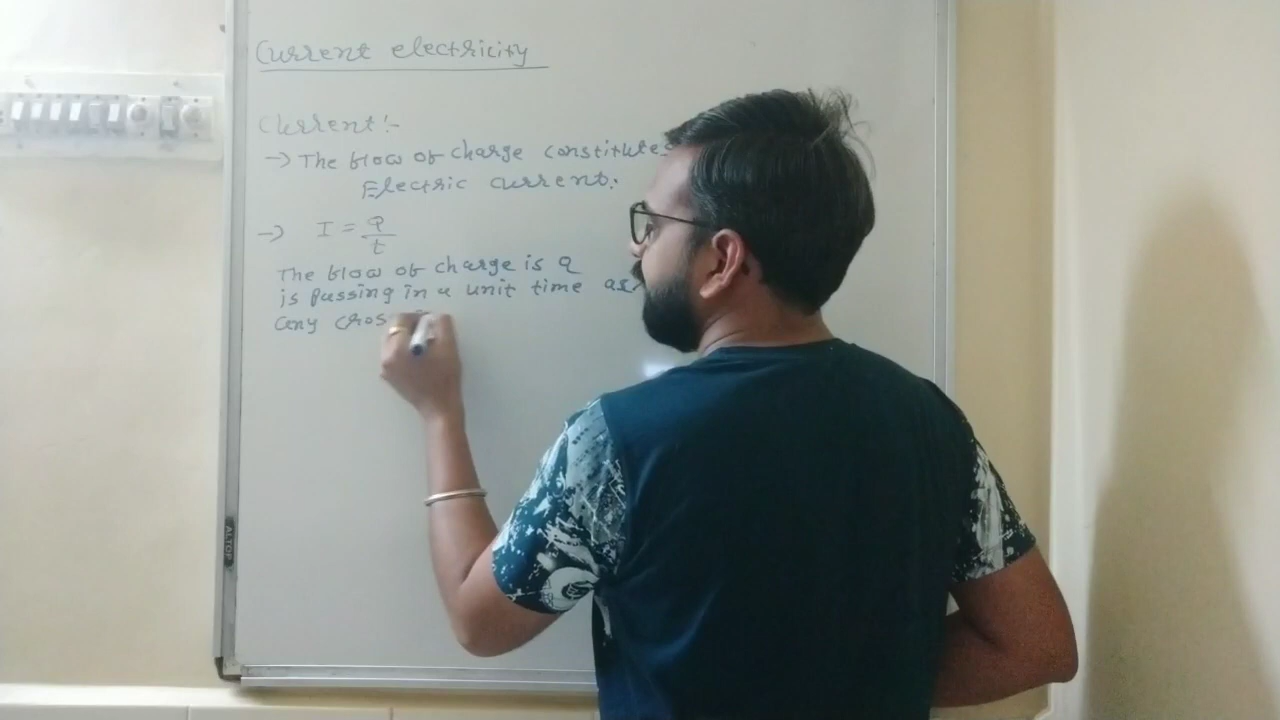 Current electricity
Current:-
→ The flow of charge constitutes
Electric current.
→ I = Q/t
The flow of charge is Q
is passing in a unit time
any cros
ALTOP